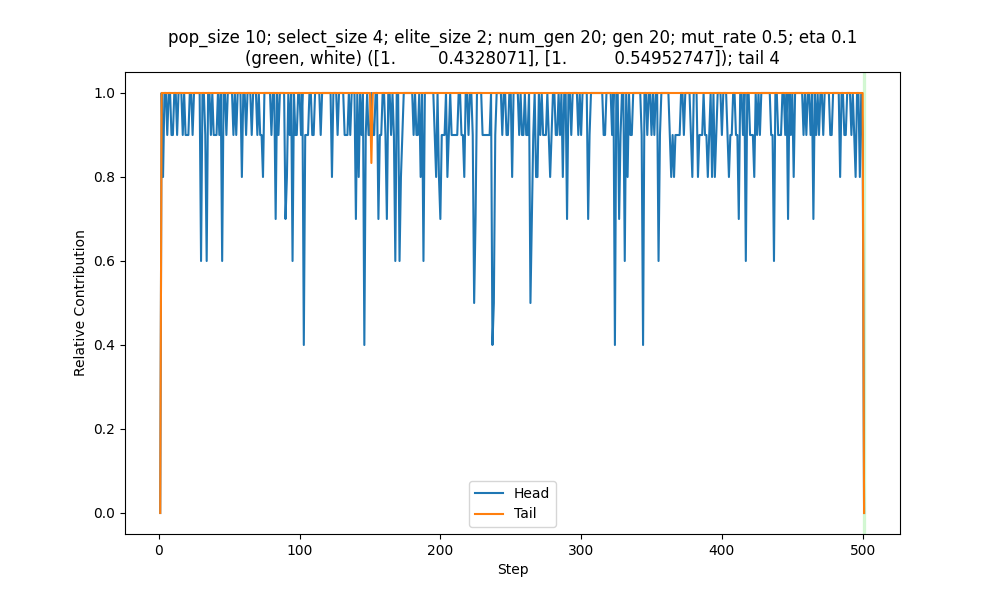 pop_size 10; select_size 4; elite_size 2; num_gen 20; gen 20; mut_rate 0.5; eta 0.1
(green, white) ([1.        0.4328071], [1.         0.54952747]); tail 4
1.0
0.8
0.6
0.4
0.2
0.0
Relative Contribution
Head
Tail
0
100
200
300
400
500
Step